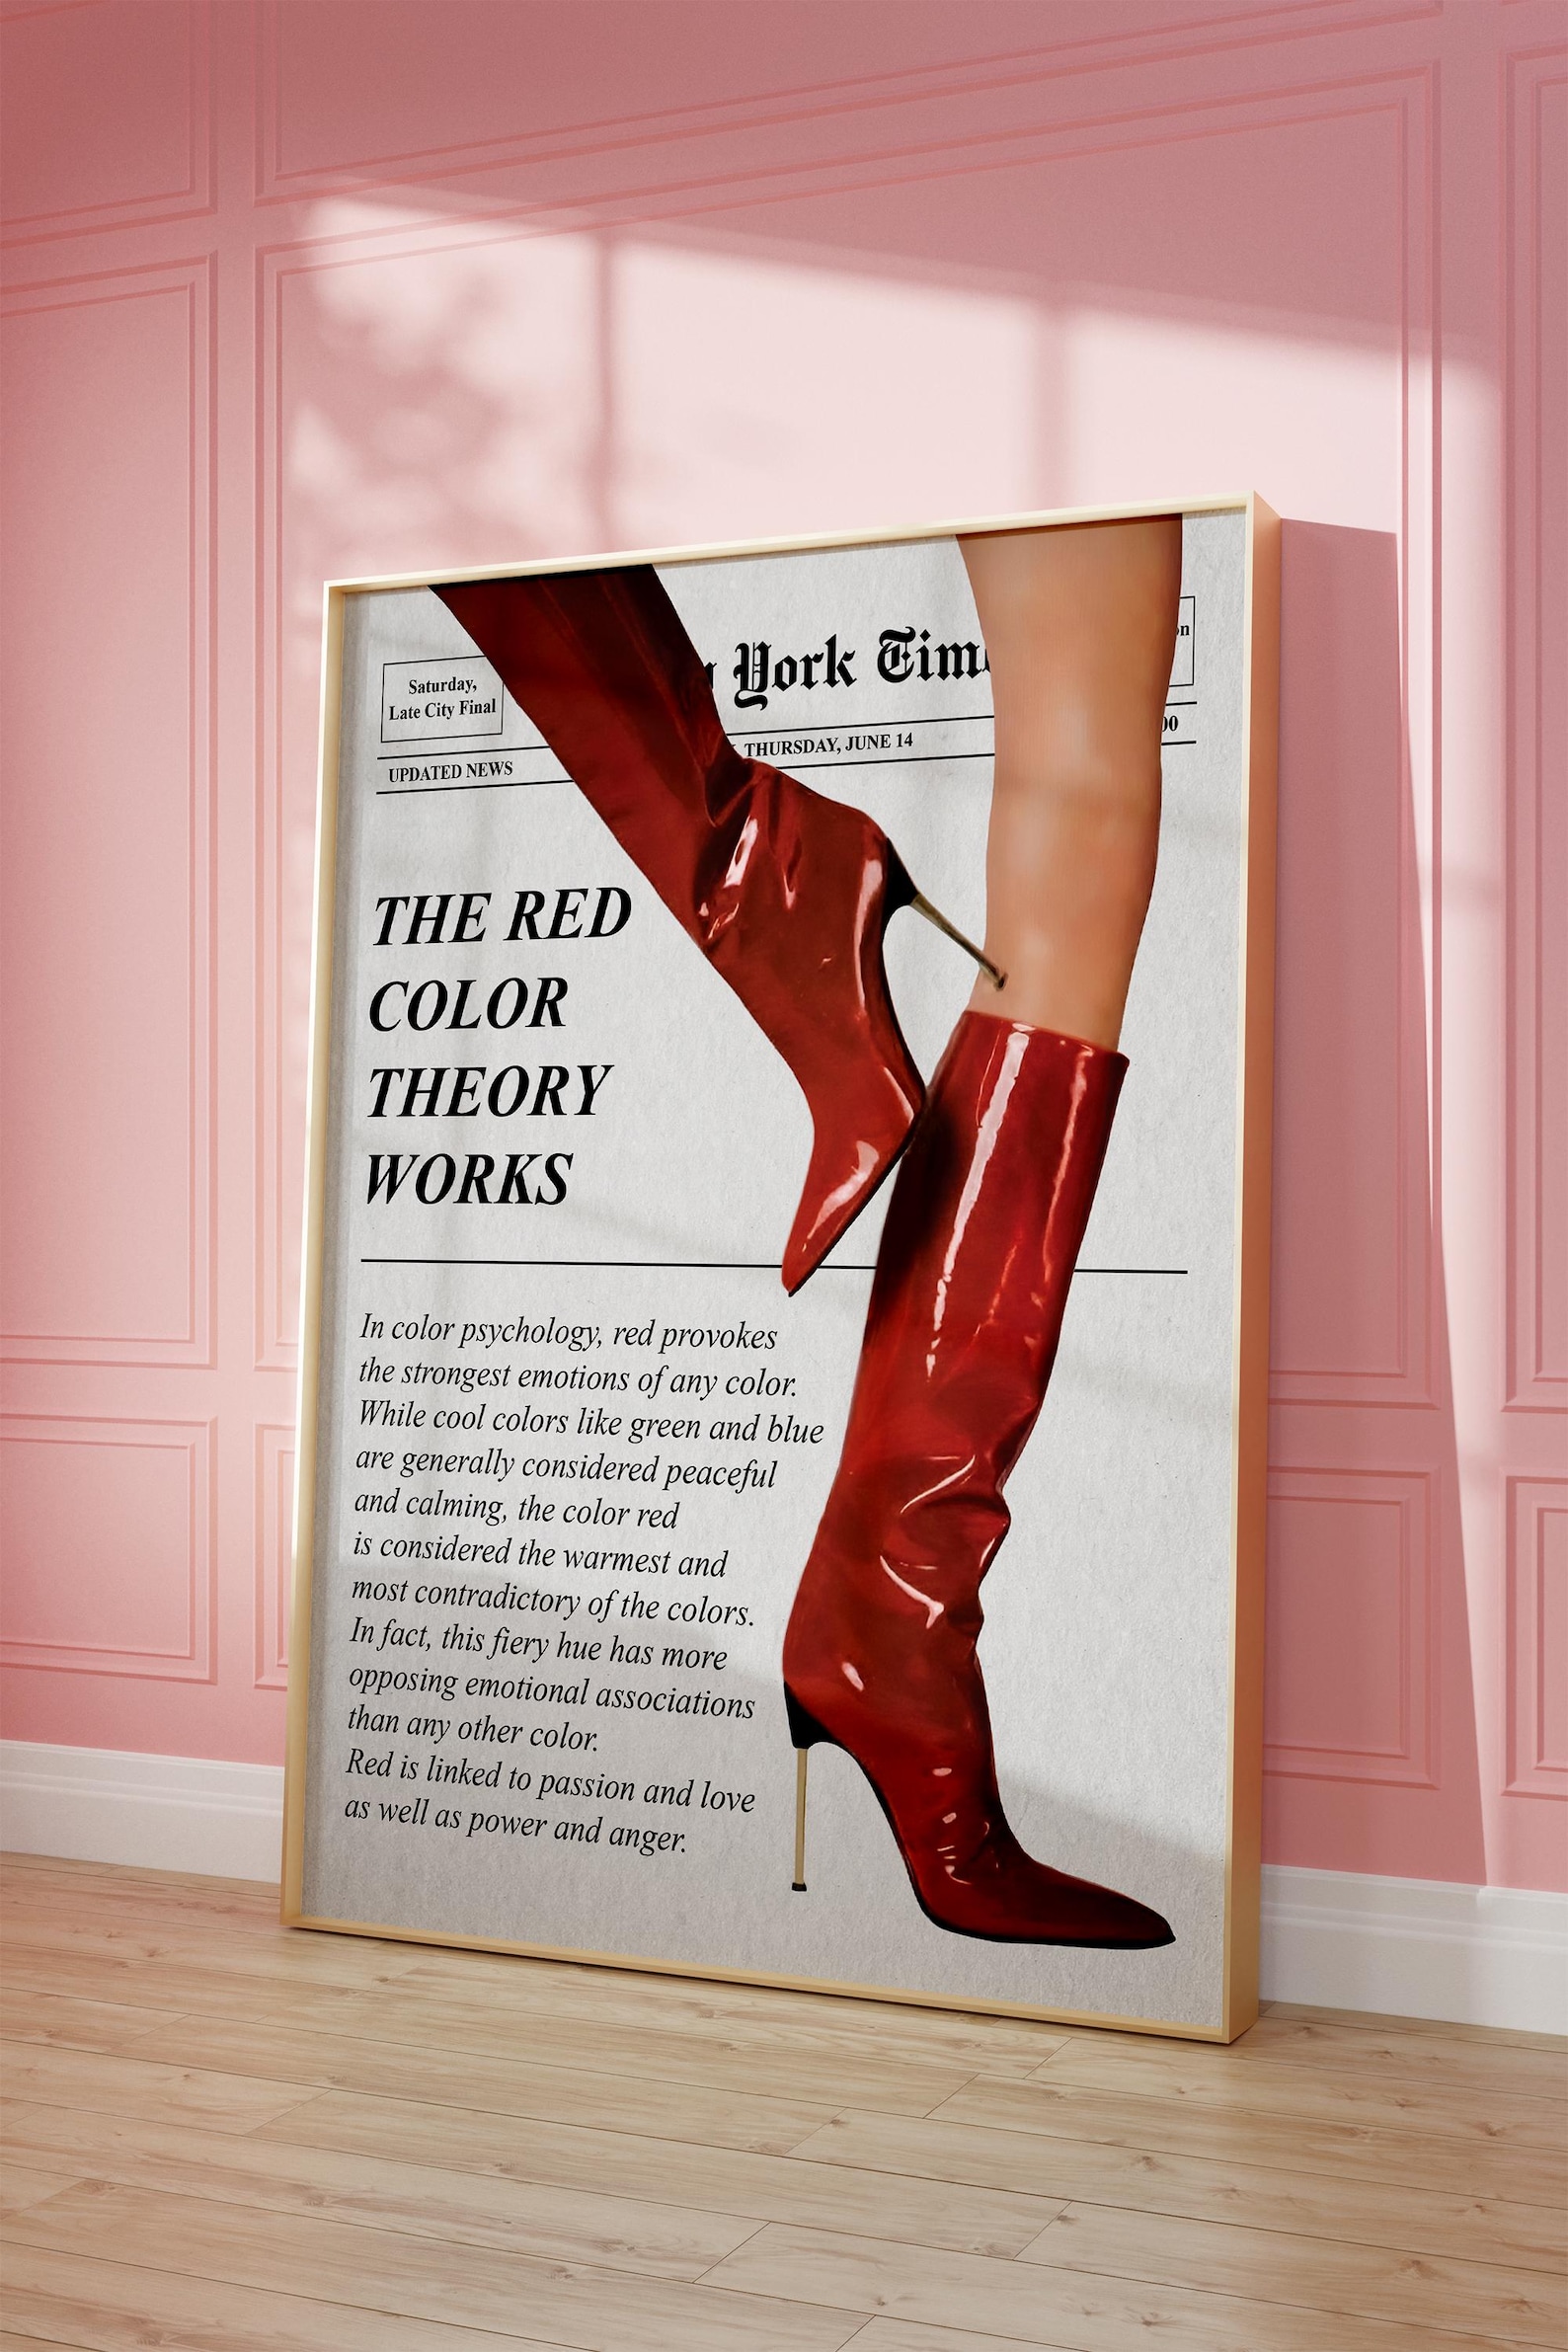 York
Saturday,
Late City Final
UPDATED NEWS
THURSDAY, JUNE 14
THE RED
COLOR
THEORY
WORKS
In color psychology, red provokes
the strongest emotions of any color.
While cool colors like green and blue
are generally considered peaceful
and calming, the color red
is considered the warmest and
most contradictory of the colors.
In fact, this fiery hue has more
opposing emotional associations
than any other color.
Red is linked to passion and love
as well as power and anger.